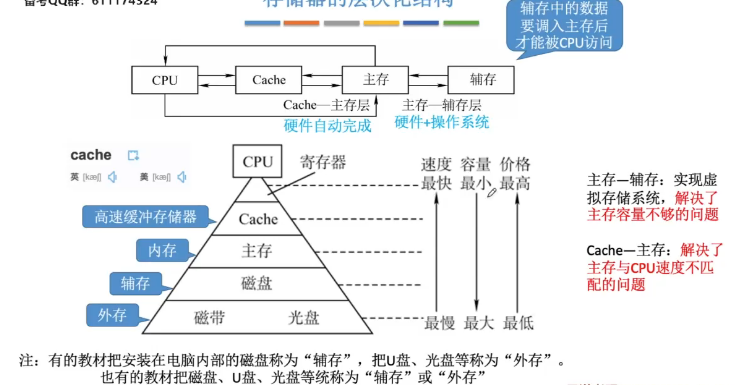 备考QQ群：611174324
存储器的层次化结构
辅存中的数据
要调入主存后
才能被CPU访问
CPU
Cache
主存
辅存
Cache—主存层
主存—辅存层
硬件自动完成
硬件+操作系统
cache
英 [kæʃ]
美 [kæʃ]
CPU
寄存器
速度 容量 价格
最快 最小 最高
高速缓冲存储器
Cache
内存
主存
辅存
磁盘
外存
磁带
光盘
最慢 最大 最低
主存—辅存：实现虚
拟存储系统，解决了
主存容量不够的问题
Cache—主存：解决了
主存与CPU速度不匹
配的问题
注：有的教材把安装在电脑内部的磁盘称为“辅存”，把U盘、光盘等称为“外存”。
也有的教材把磁盘、U盘、光盘等统称为“辅存”或“外存”